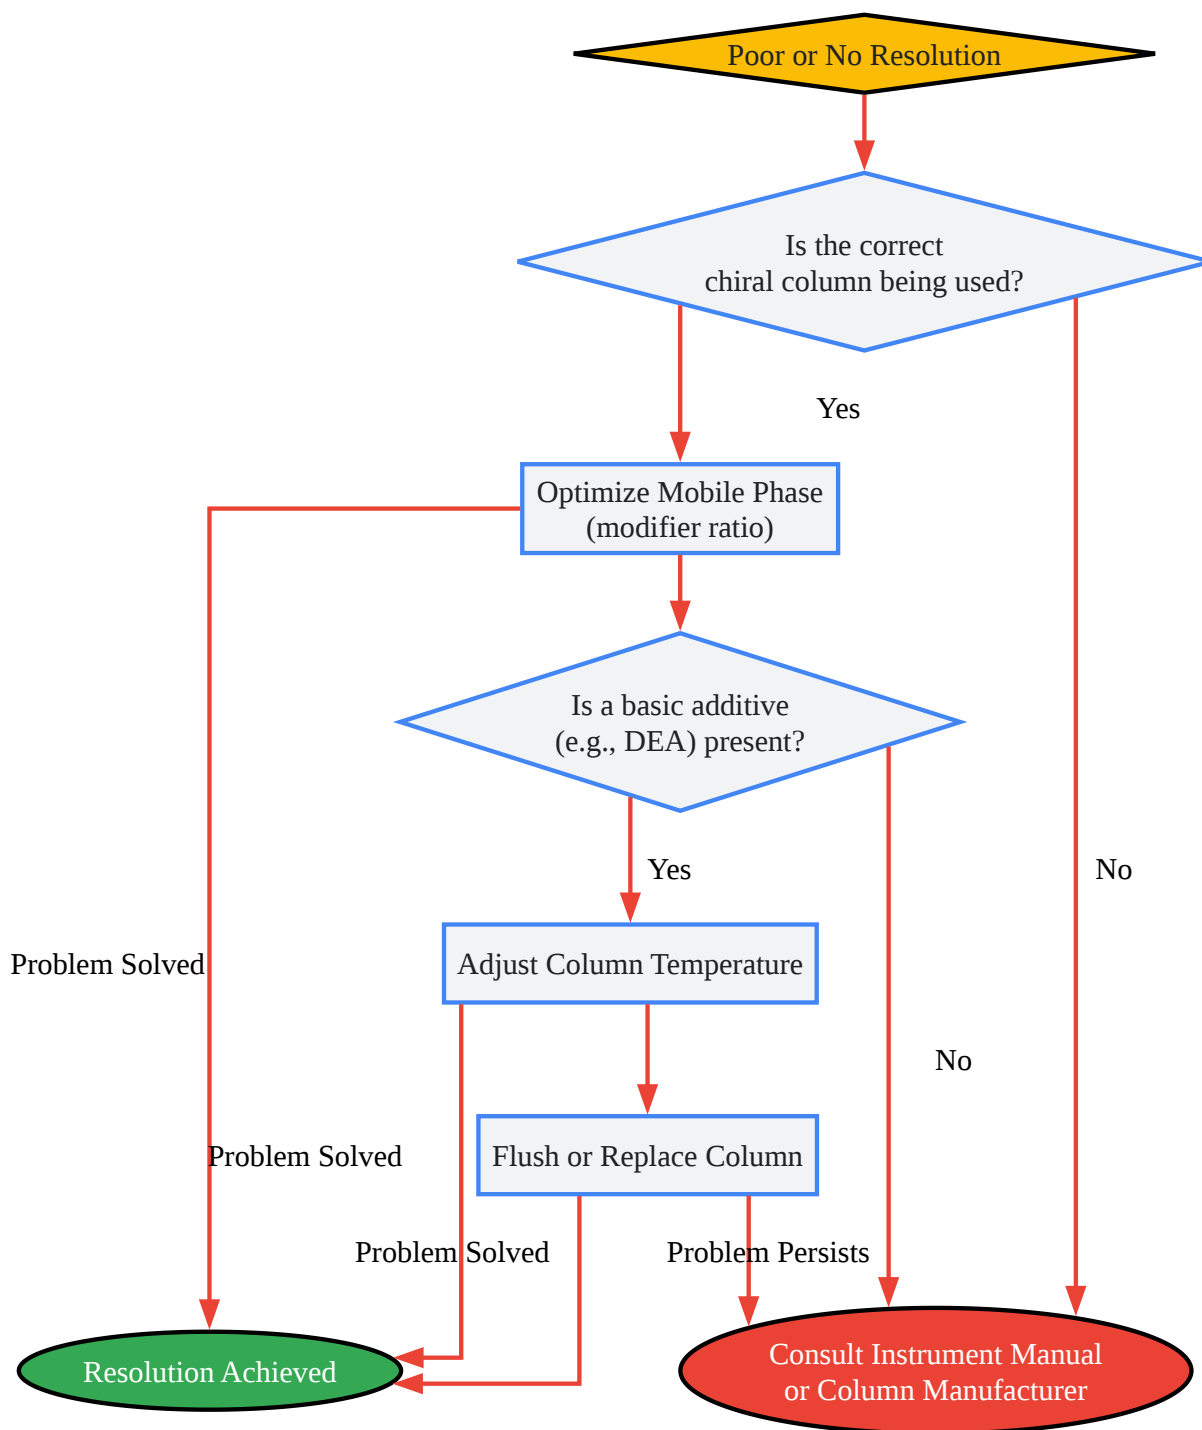 Poor or No Resolution
Is the correct
chiral column being used?
Yes
Optimize Mobile Phase
(modifier ratio)
Is a basic additive
(e.g., DEA) present?
Yes
No
Problem Solved
Adjust Column Temperature
No
Problem Solved
Flush or Replace Column
Problem Solved
Problem Persists
Resolution Achieved
Consult Instrument Manual
or Column Manufacturer